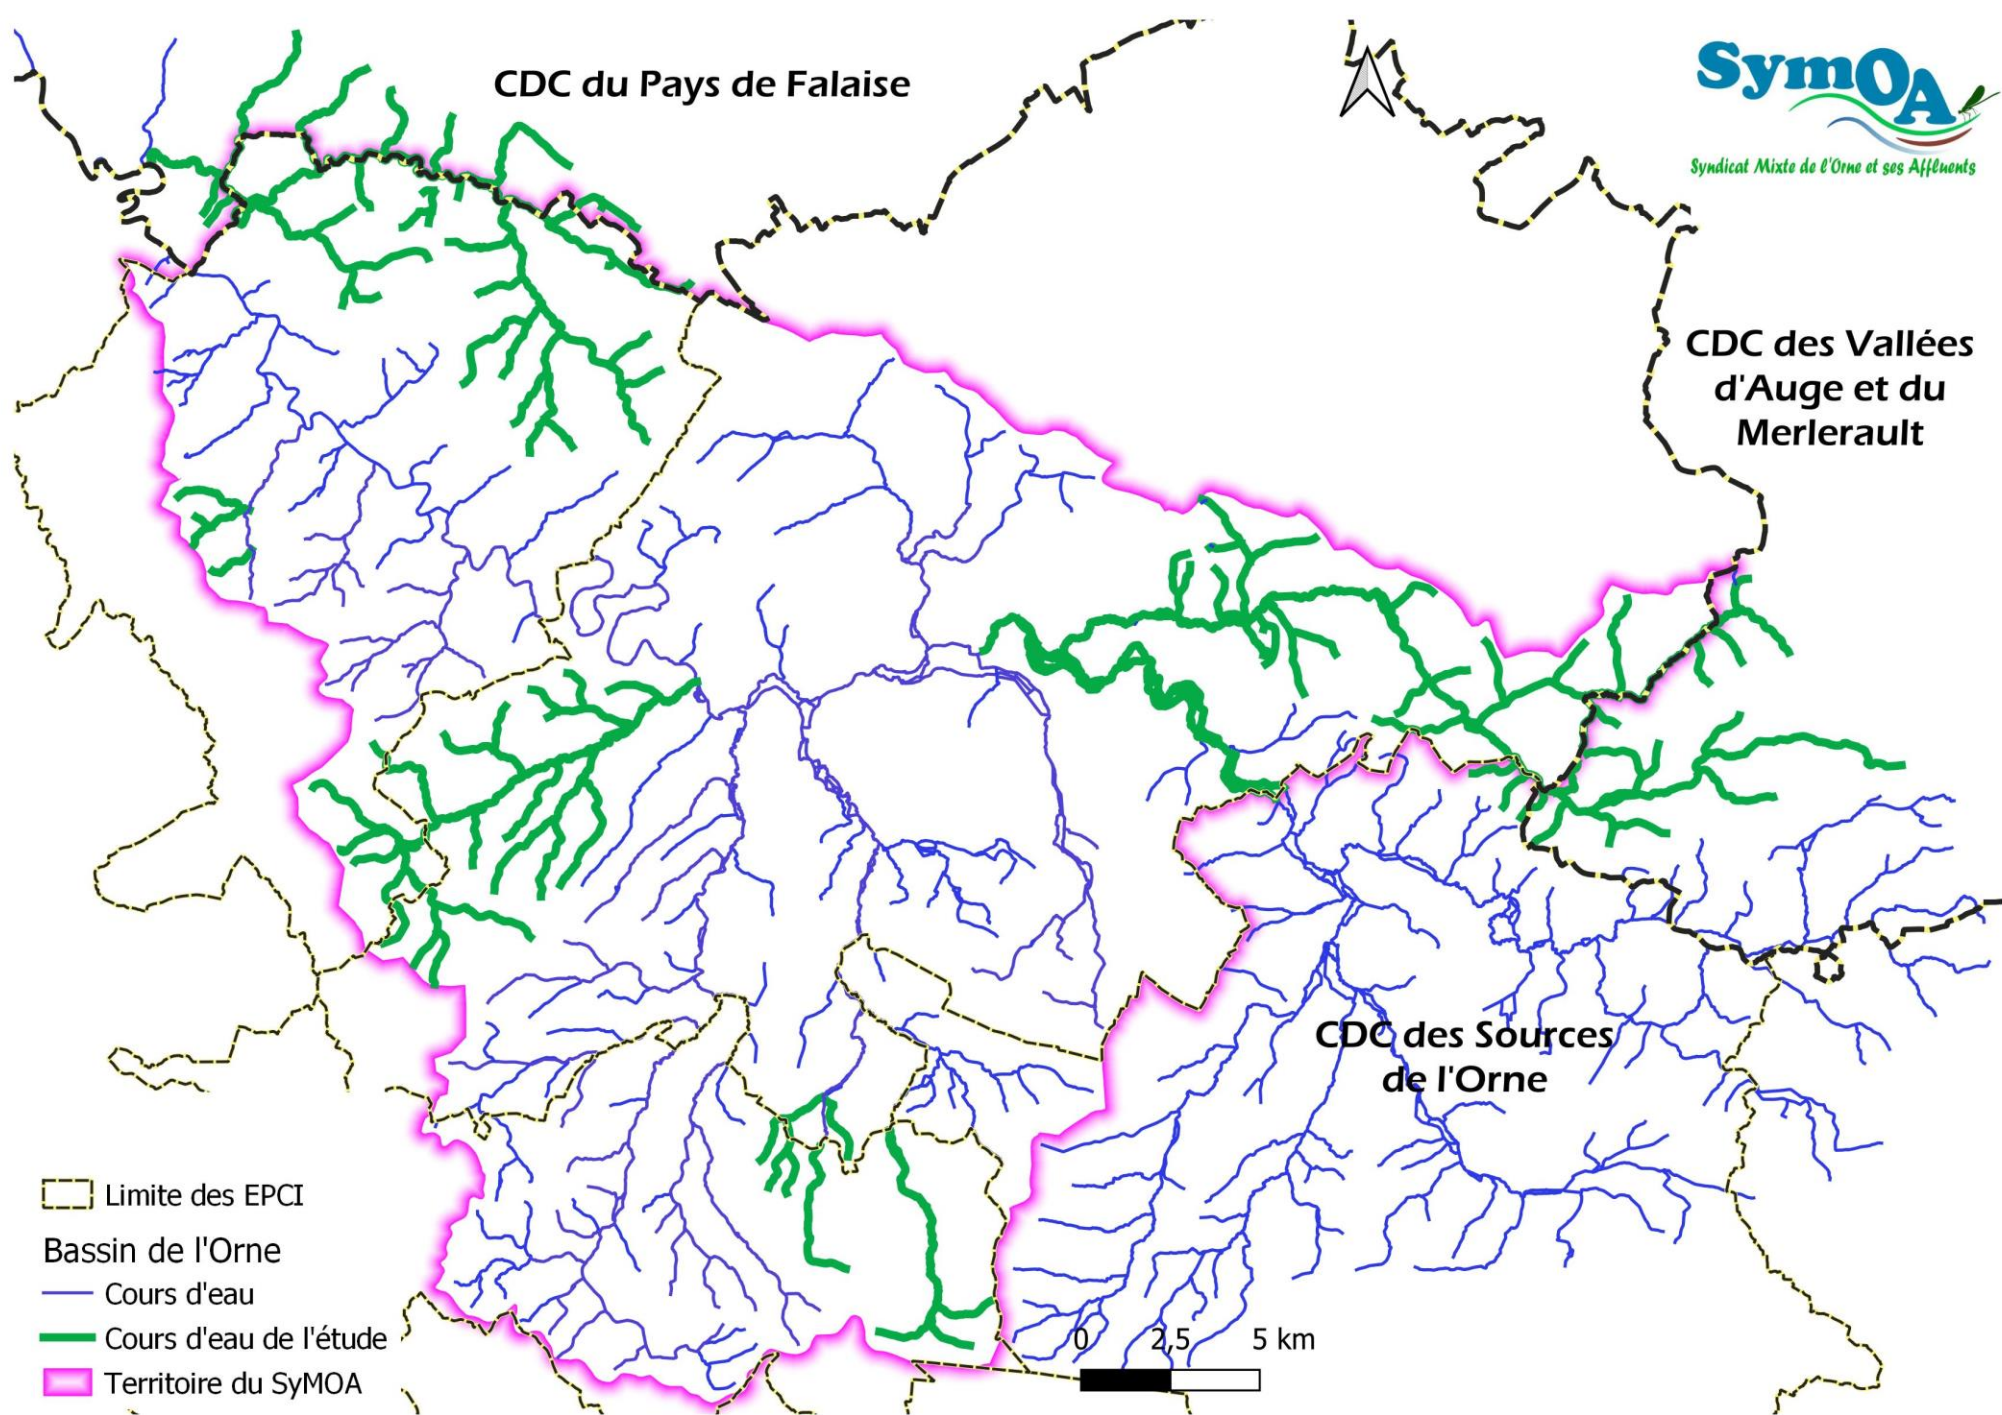 CDC du Pays de Falaise
SymOA
Syndicat Mixte de l'Orne et ses Affluents
CDC des Vallées
d'Auge et du
Merlerault
CDC des Sources
de l'Orne
Limite des EPCI
Bassin de l'Orne
Cours d'eau
Cours d'eau de l'étude
Territoire du SyMOA
0 2,5 5 km